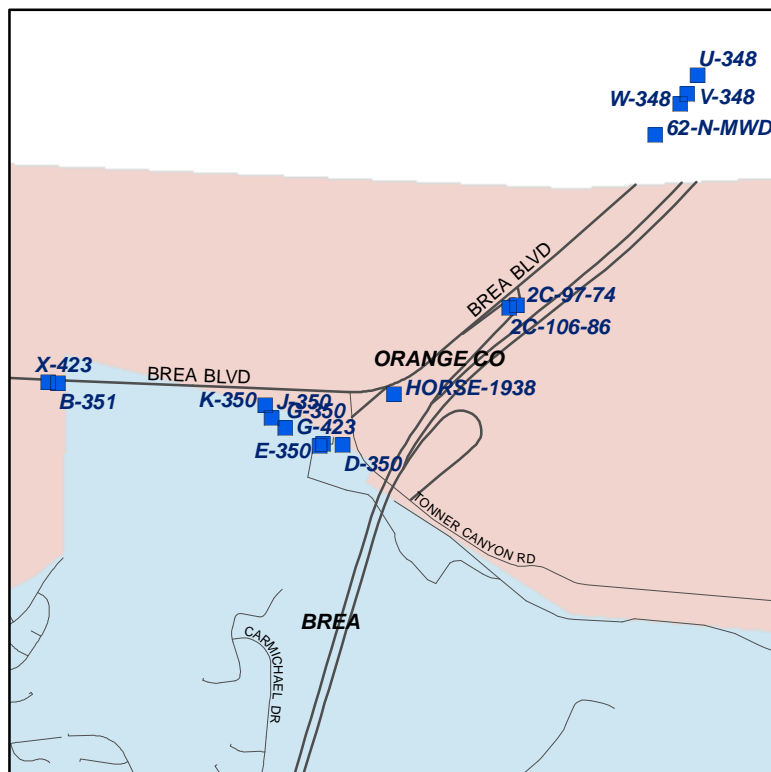 U-348
V-348
W-348
62-N-MWD
BREA BLVD
2C-97-74
2C-106-86
ORANGE CO
X-423
BREA BLVD
HORSE-1938
B-351
K-350
J-350
G-350
G-423
E-350
D-350
TONNER CANYON RD
BREA
CARMICHAEL DR